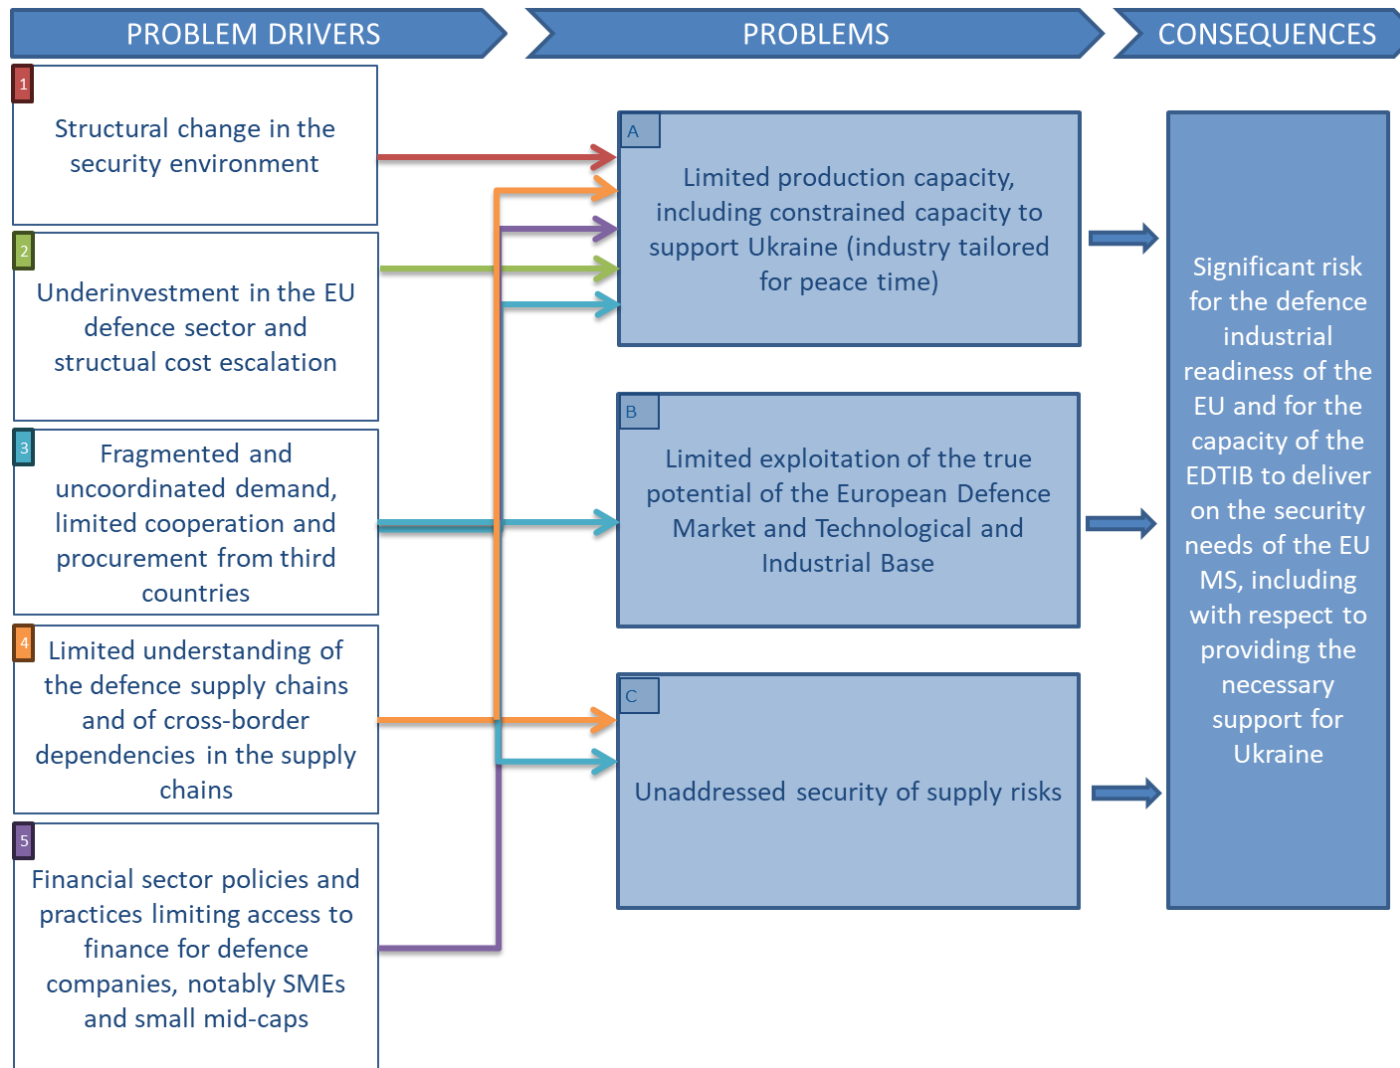 PROBLEM DRIVERS
PROBLEMS
CONSEQUENCES
1
Structural change in the
security environment
2
Underinvestment in the EU
defence sector and
structual cost escalation
3
Fragmented and
uncoordinated demand,
limited cooperation and
procurement from third
countries
4
Limited understanding of
the defence supply chains
and of cross-border
dependencies in the supply
chains
5
Financial sector policies and
practices limiting access to
finance for defence
companies, notably SMEs
and small mid-caps
A
Limited production capacity,
including constrained capacity to
support Ukraine (industry tailored
for peace time)
B
Limited exploitation of the true
potential of the European Defence
Market and Technological and
Industrial Base
C
Unaddressed security of supply risks
Significant risk
for the defence
industrial
readiness of the
EU and for the
capacity of the
EDTIB to deliver
on the security
needs of the EU
MS, including
with respect to
providing the
necessary
support for
Ukraine